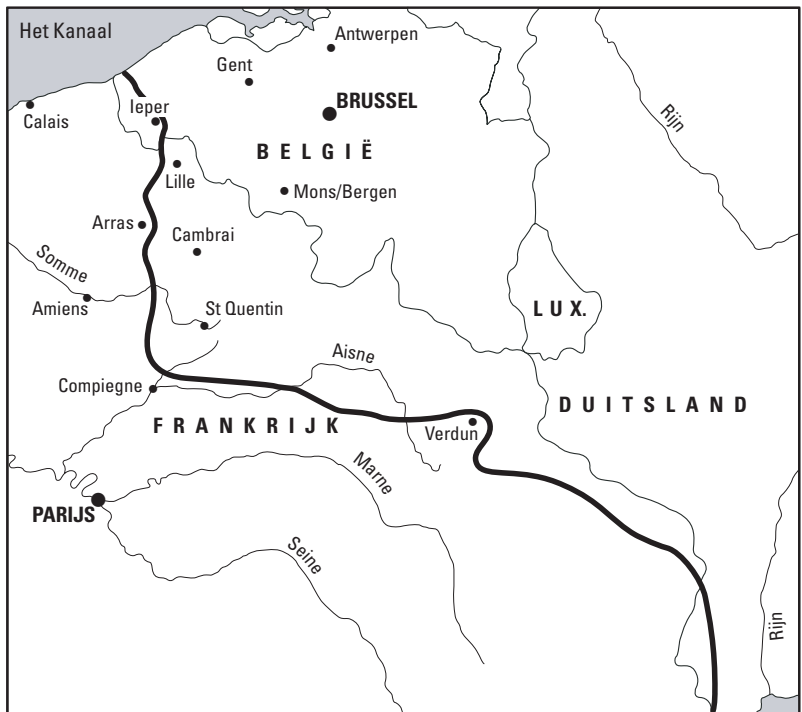 Het Kanaal
Antwerpen
Gent
BRUSSEL
Ieper
Rijn
Calais
BELGIË
Lille
Mons/Bergen
Arras
Cambrai
Somme
LUX.
Amiens
St Quentin
Aisne
Compiegne
DUITSLAND
FRANKRIJK
Verdun
Marne
PARIJS
Seine
Rijn